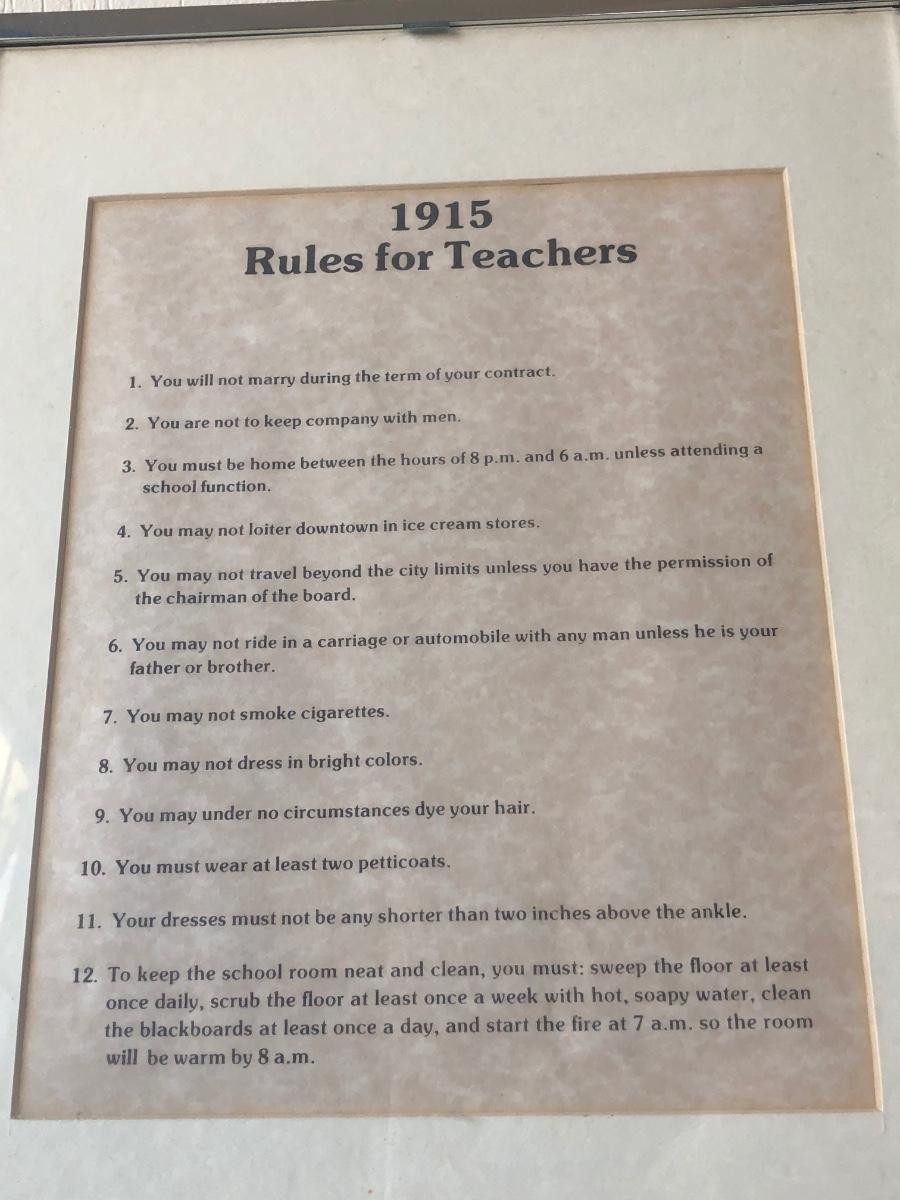 1915
Rules for Teachers
1. You will not marry during the term of your contract.
2. You are not to keep company with men.
3. You must be home between the hours of 8 p.m. and 6 a.m. unless attending a
school function.
4. You may not loiter downtown in ice cream stores.
5. You may not travel beyond the city limits unless you have the permission of
the chairman of the board.
6. You may not ride in a carriage or automobile with any man unless he is your
father or brother.
7. You may not smoke cigarettes.
8. You may not dress in bright colors.
9. You may under no circumstances dye your hair.
10. You must wear at least two petticoats.
11. Your dresses must not be any shorter than two inches above the ankle.
12. To keep the school room neat and clean, you must: sweep the floor at least
once daily, scrub the floor at least once a week with hot, soapy water, clean
the blackboards at least once a day, and start the fire at 7 a.m. so the room
will be warm by 8 a.m.